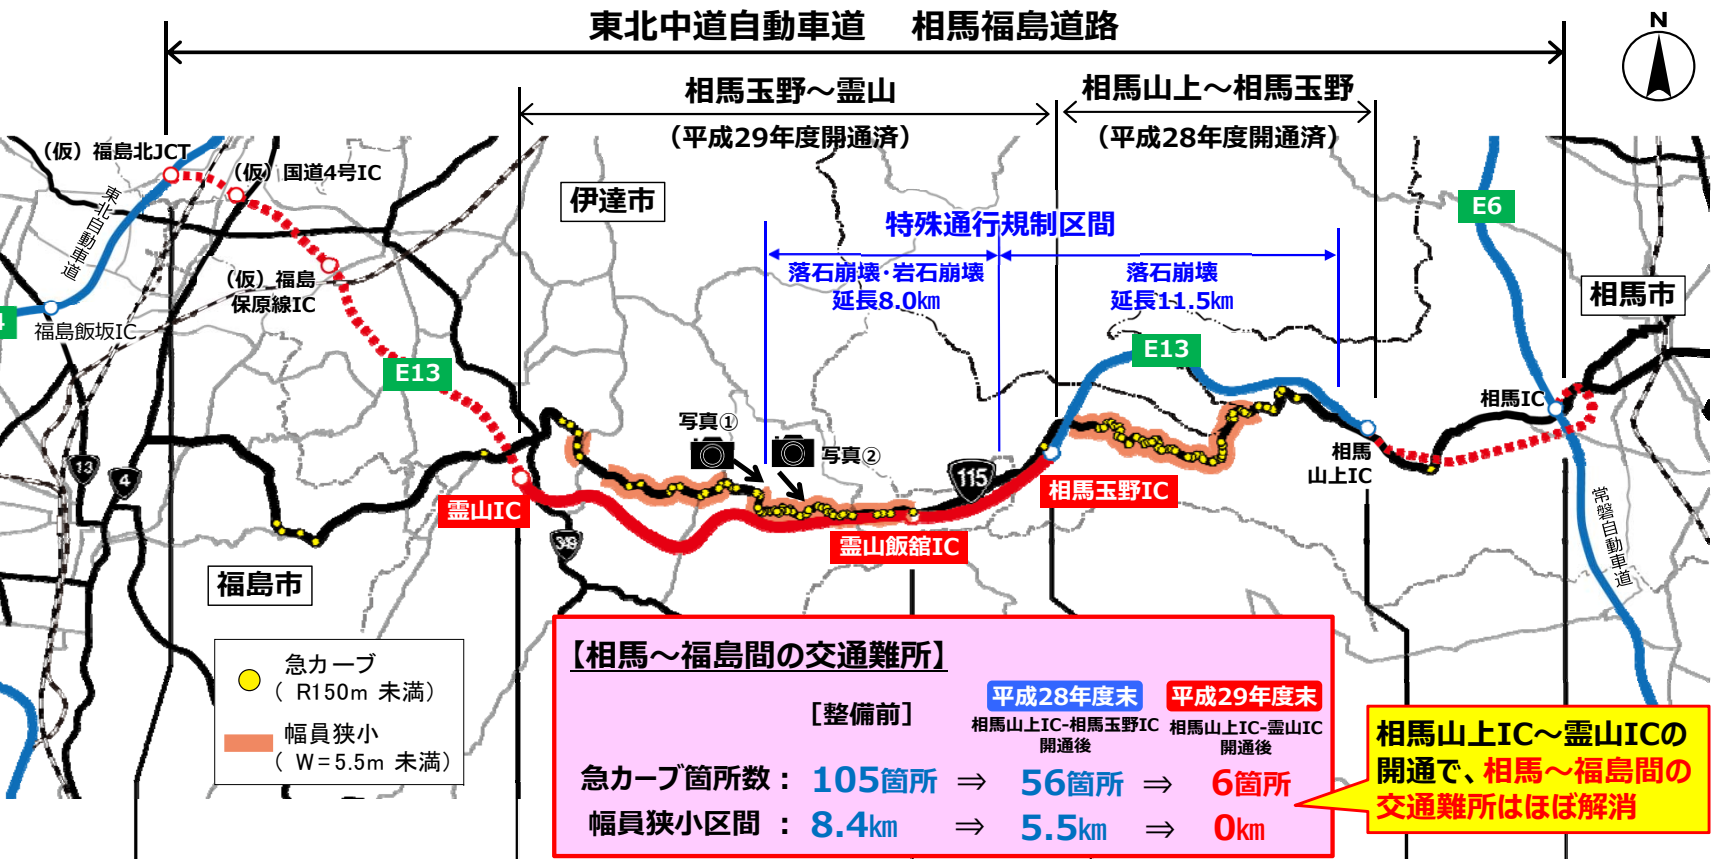 東北中道自動車道 相馬福島道路
N
相馬玉野～霊山
（平成29年度開通済）
相馬山上～相馬玉野
（平成28年度開通済）
（仮）福島北JCT
（仮）国道4号IC
東北自動車道
伊達市
E6
特殊通行規制区間
落石崩壊・岩石崩壊
延長8.0km
落石崩壊
延長11.5km
（仮）福島
保原線IC
相馬市
4
福島飯坂IC
E13
E13
相馬IC
写真①
写真②
相馬
山上IC
13
4
115
霊山IC
相馬玉野IC
349
霊山飯舘IC
常磐自動車道
福島市
急カーブ
（ R150m 未満）
幅員狭小
（ W=5.5m 未満）
【相馬～福島間の交通難所】
［整備前］
平成28年度末
相馬山上IC-相馬玉野IC
開通後
平成29年度末
相馬山上IC-霊山IC
開通後
急カーブ箇所数： 105箇所 ⇒ 56箇所 ⇒ 6箇所
幅員狭小区間 ： 8.4km ⇒ 5.5km ⇒ 0km
相馬山上IC～霊山ICの
開通で、相馬～福島間の
交通難所はほぼ解消